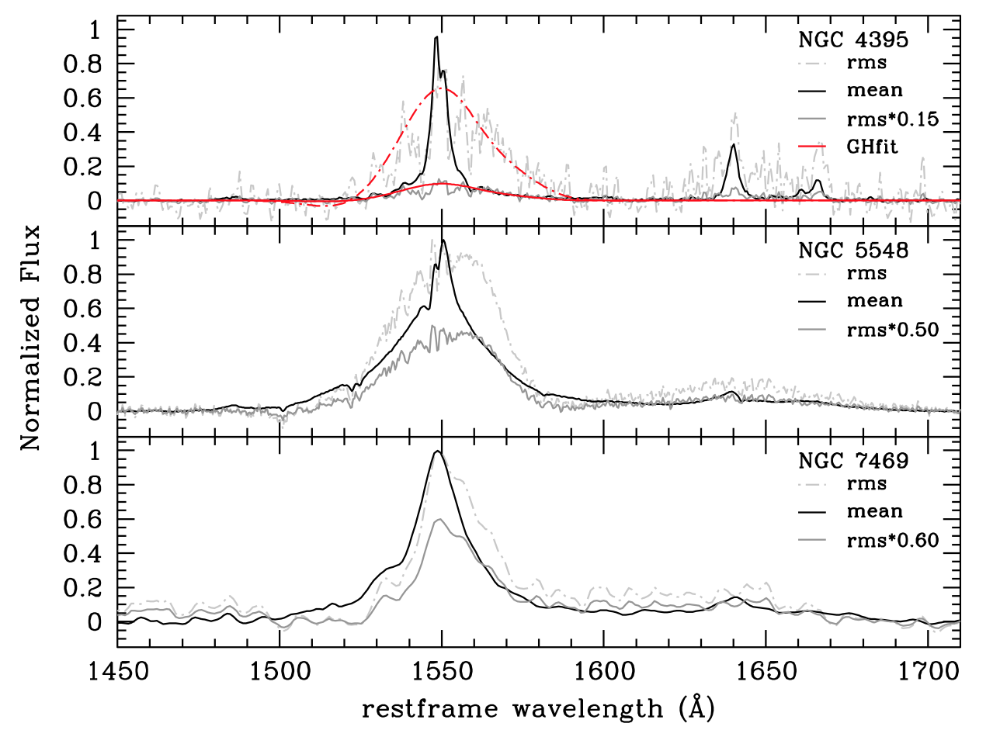 Normalized Flux
1
0.8
0.6
0.4
0.2
0
NGC 4395
rms
mean
rms*0.15
GHfit
1
0.8
0.6
0.4
0.2
0
NGC 5548
rms
mean
rms*0.50
1
0.8
0.6
0.4
0.2
0
NGC 7469
rms
mean
rms*0.60
1450 1500 1550 1600 1650 1700
restframe wavelength (Å)